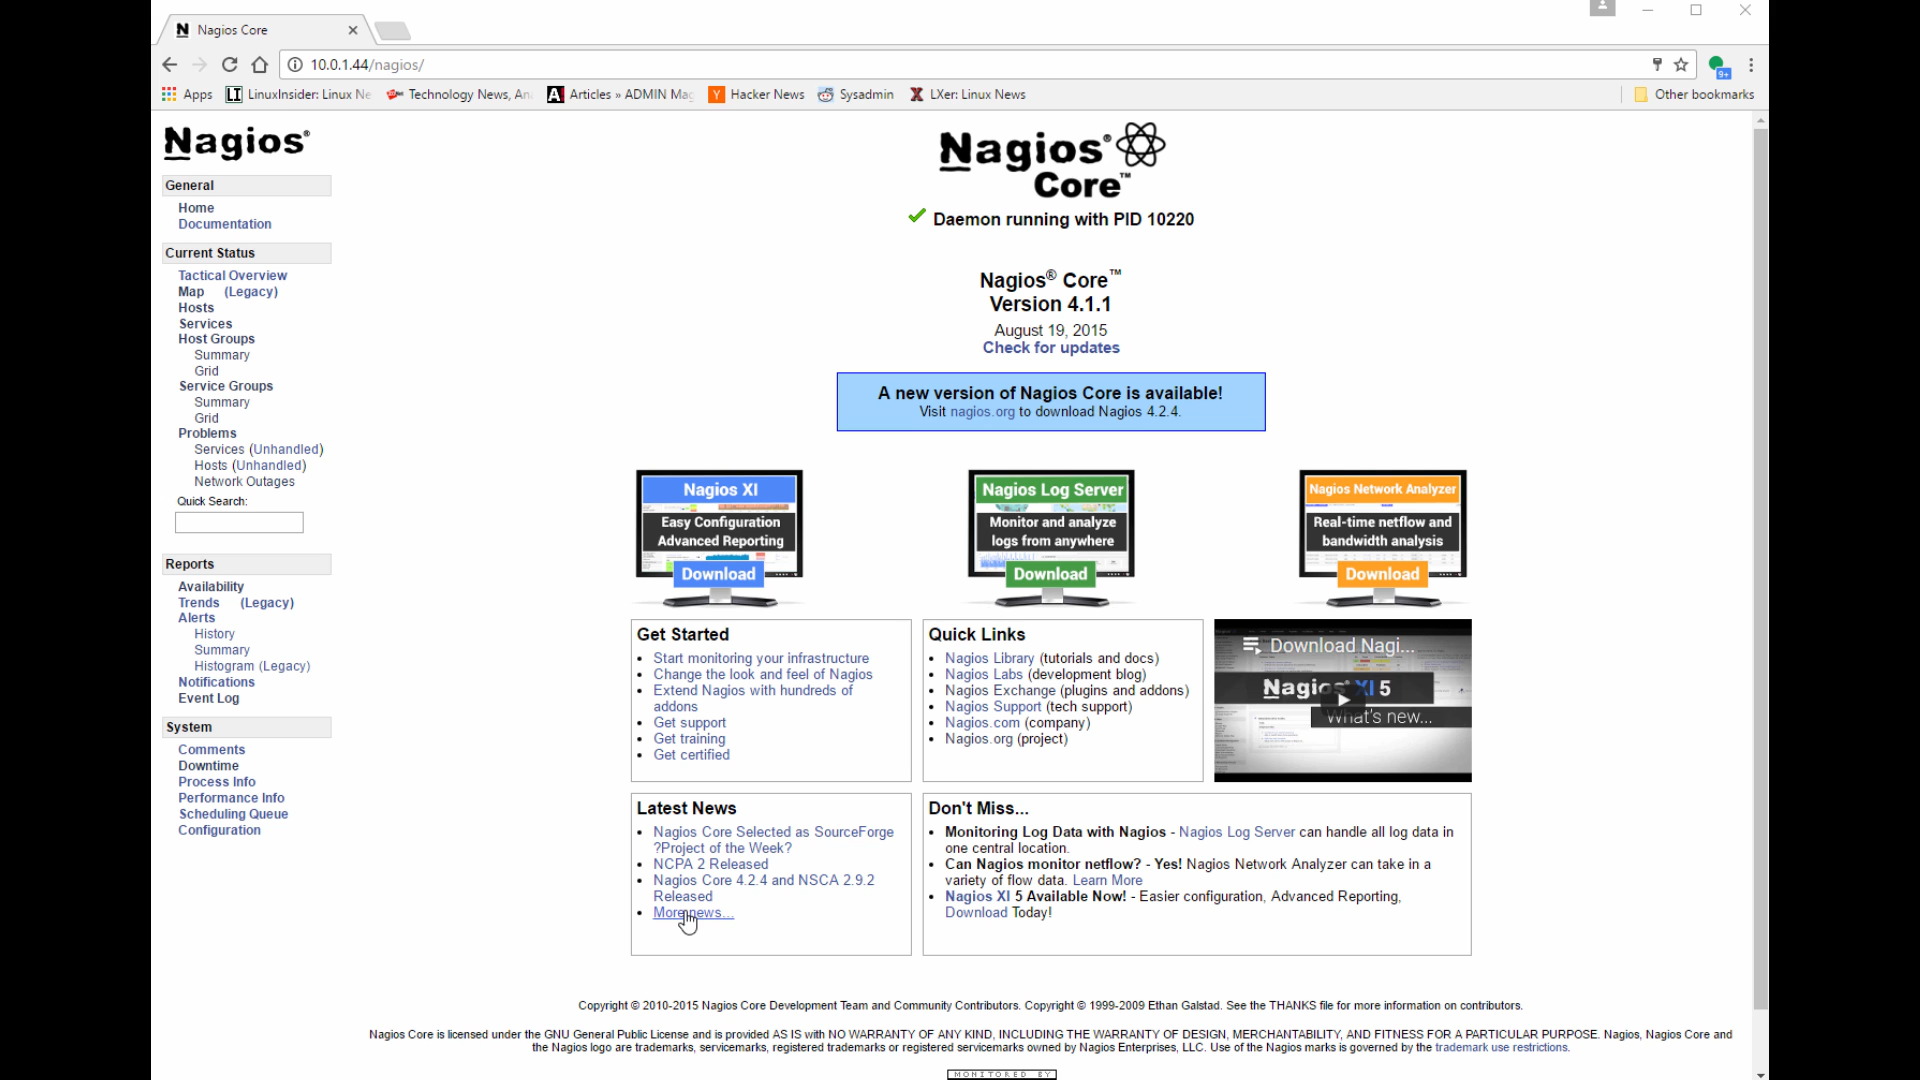 Nagios Core
10.0.1.44/nagios/
9+
Apps
LinuxInsider: Linux Ne
Technology News, An
Articles » ADMIN Mag
Hacker News
Sysadmin
LXer: Linux News
Other bookmarks
Nagios®
General
Home
Documentation
Current Status
Tactical Overview
Map (Legacy)
Hosts
Services
Host Groups
Summary
Grid
Service Groups
Summary
Grid
Problems
Services (Unhandled)
Hosts (Unhandled)
Network Outages
Quick Search:
Reports
Availability
Trends (Legacy)
Alerts
History
Summary
Histogram (Legacy)
Notifications
Event Log
System
Comments
Downtime
Process Info
Performance Info
Scheduling Queue
Configuration
Nagios®
Core™
Daemon running with PID 10220
Nagios® Core™
Version 4.1.1
August 19, 2015
Check for updates
A new version of Nagios Core is available!
Visit nagios.org to download Nagios 4.2.4.
Nagios XI
Easy Configuration
Advanced Reporting
Download
Nagios Log Server
Monitor and analyze
logs from anywhere
Download
Nagios Network Analyzer
Real-time netflow and
bandwidth analysis
Download
Get Started
Start monitoring your infrastructure
Change the look and feel of Nagios
Extend Nagios with hundreds of
addons
Get support
Get training
Get certified
Quick Links
Nagios Library (tutorials and docs)
Nagios Labs (development blog)
Nagios Exchange (plugins and addons)
Nagios Support (tech support)
Nagios.com (company)
Nagios.org (project)
Download Nagi...
Nagios XI 5
What's new...
Latest News
Nagios Core Selected as SourceForge
?Project of the Week?
NCPA 2 Released
Nagios Core 4.2.4 and NSCA 2.9.2
Released
More news...
Don't Miss...
Monitoring Log Data with Nagios - Nagios Log Server can handle all log data in
one central location.
Can Nagios monitor netflow? - Yes! Nagios Network Analyzer can take in a
variety of flow data. Learn More
Nagios XI 5 Available Now! - Easier configuration, Advanced Reporting,
Download Today!
Copyright © 2010-2015 Nagios Core Development Team and Community Contributors. Copyright © 1999-2009 Ethan Galstad. See the THANKS file for more information on contributors.
Nagios Core is licensed under the GNU General Public License and is provided AS IS with NO WARRANTY OF ANY KIND, INCLUDING THE WARRANTY OF DESIGN, MERCHANTABILITY, AND FITNESS FOR A PARTICULAR PURPOSE. Nagios, Nagios Core and
the Nagios logo are trademarks, servicemarks, registered trademarks or registered servicemarks owned by Nagios Enterprises, LLC. Use of the Nagios marks is governed by the trademark use restrictions.
MONITORED BY